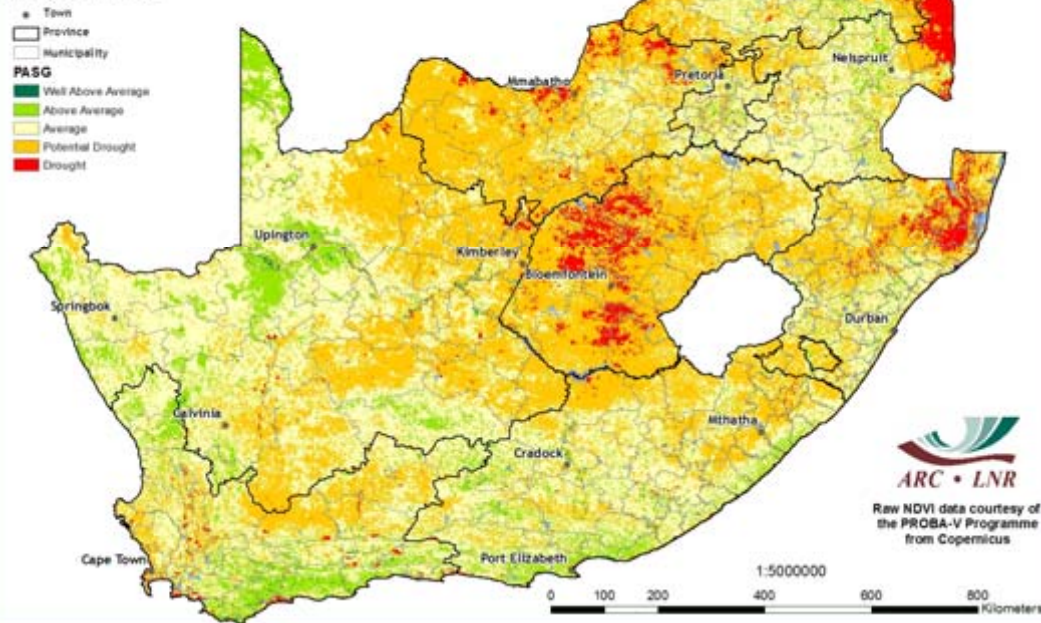 Town
Province
Municipality
PASG
Well Above Average
Above Average
Average
Potential Drought
Drought
Mmabatho
Pretoria
Nelspruit
Upington
Kimberley
Bloemfontein
Springbok
Durban
Calvinia
Mthatha
Cradock
Cape Town
Port Elizabeth
ARC • LNR
Raw NDVI data courtesy of
the PROBA-V Programme
from Copernicus
1:5000000
0 100 200 400 600 800
Kilometers